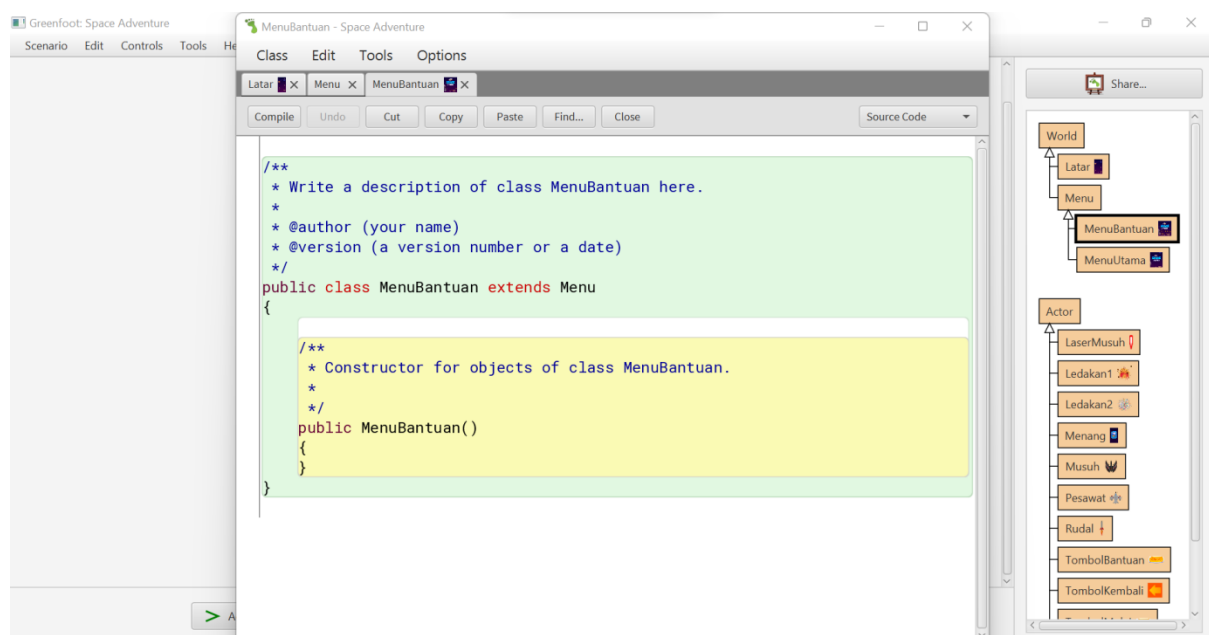 Greenfoot: Space Adventure
Scenario Edit Controls Tools He
MenuBantuan - Space Adventure
Class Edit Tools Options
Latar Menu MenuBantuan
Compile Undo Cut Copy Paste Find... Close Source Code
/**
* Write a description of class MenuBantuan here.
*
* @author (your name)
* @version (a version number or a date)
*/
public class MenuBantuan extends Menu
{
/**
* Constructor for objects of class MenuBantuan.
*
*/
public MenuBantuan()
{
}
}
> A
Share...
World
Latar
Menu
MenuBantuan
MenuUtama
Actor
LaserMusuh
Ledakan1
Ledakan2
Menang
Musuh
Pesawat
Rudal
TombolBantuan
TombolKembali